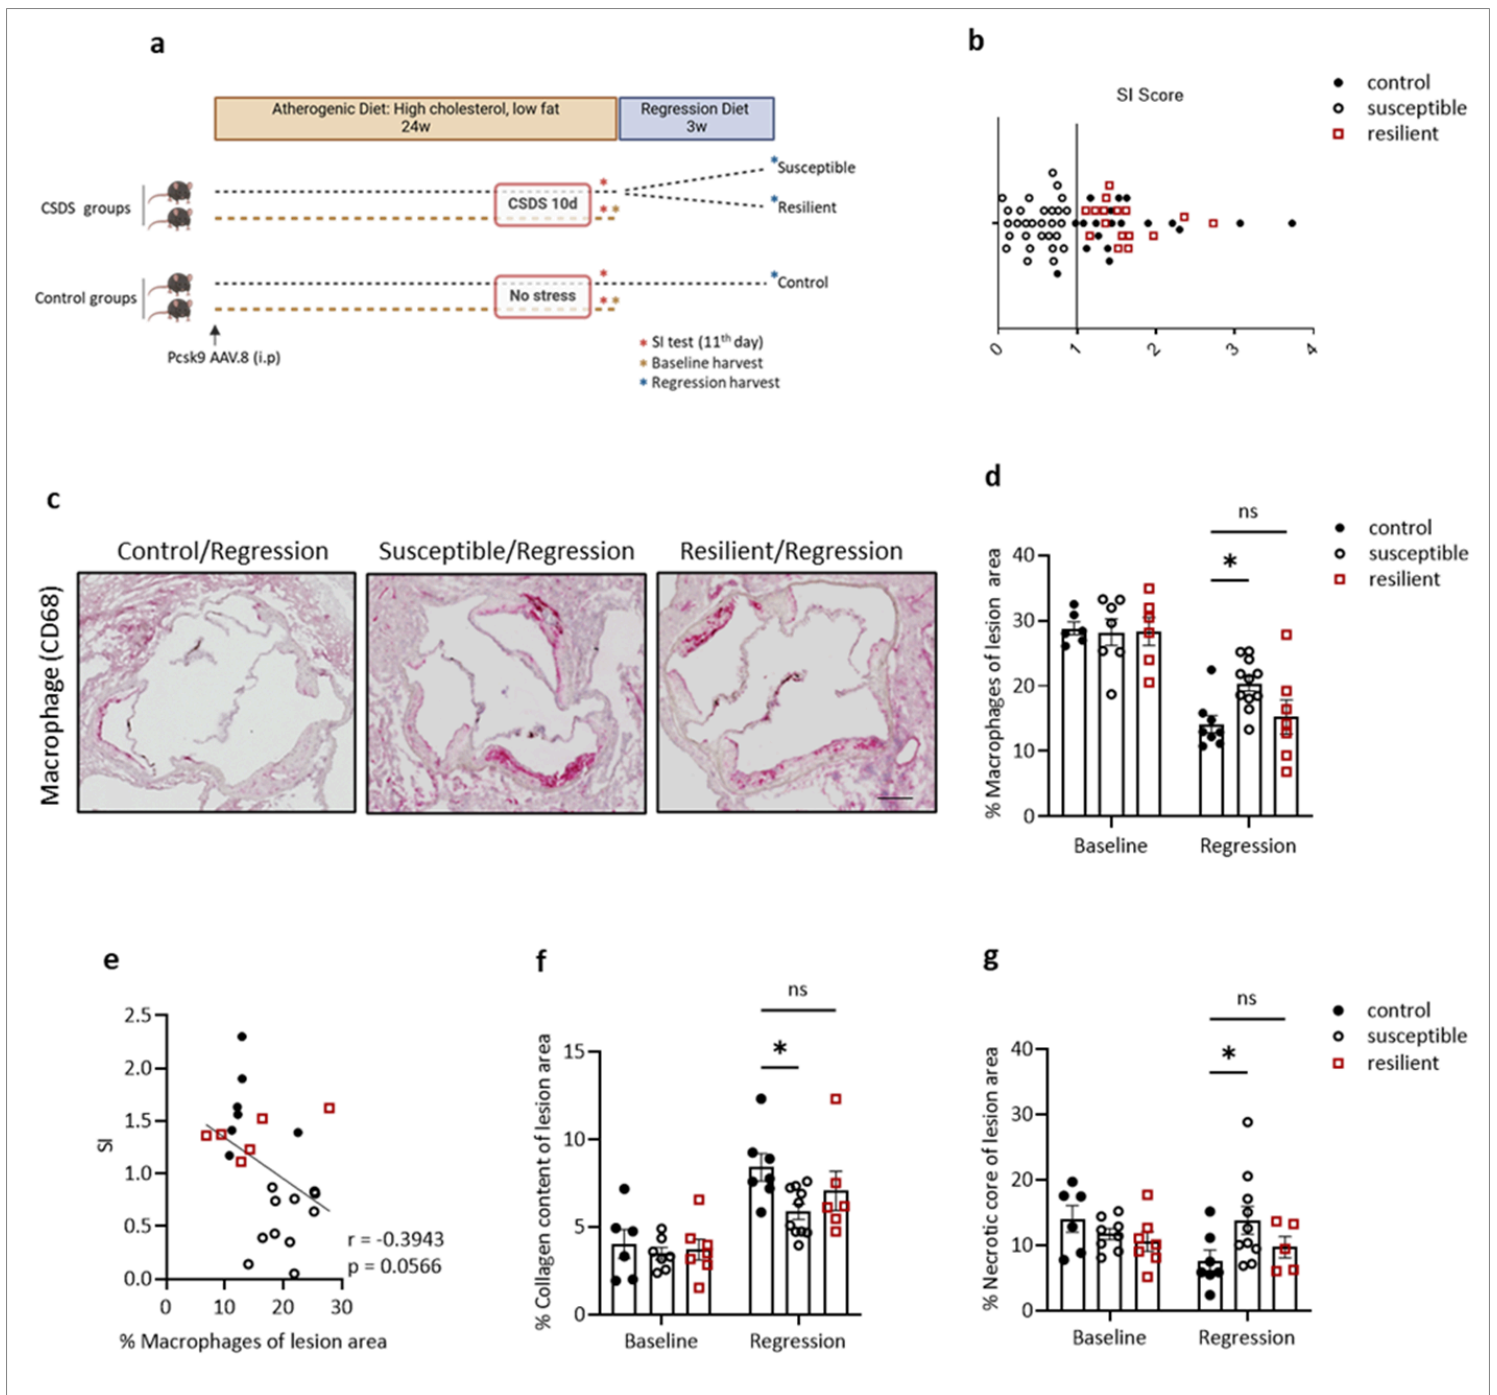 a
Atherogenic Diet: High cholesterol, low fat
24w
Regression Diet
3w
CSDS groups
CSDS 10d
*Susceptible
*Resilient
Control groups
No stress
*Control
Pcsk9 AAV.8 (i.p)
* SI test (11th day)
* Baseline harvest
* Regression harvest
b
SI Score
control
susceptible
resilient
0
1
2
3
4
c
Control/Regression
Susceptible/Regression
Resilient/Regression
Macrophage (CD68)
d
ns
*
control
susceptible
resilient
% Macrophages of lesion area
40
30
20
10
0
Baseline
Regression
e
SI
2.5
2.0
1.5
1.0
0.5
0.0
r = -0.3943
p = 0.0566
0
10
20
30
% Macrophages of lesion area
f
ns
*
% Collagen content of lesion area
15
10
5
0
Baseline
Regression
g
ns
*
control
susceptible
resilient
% Necrotic core of lesion area
40
30
20
10
0
Baseline
Regression